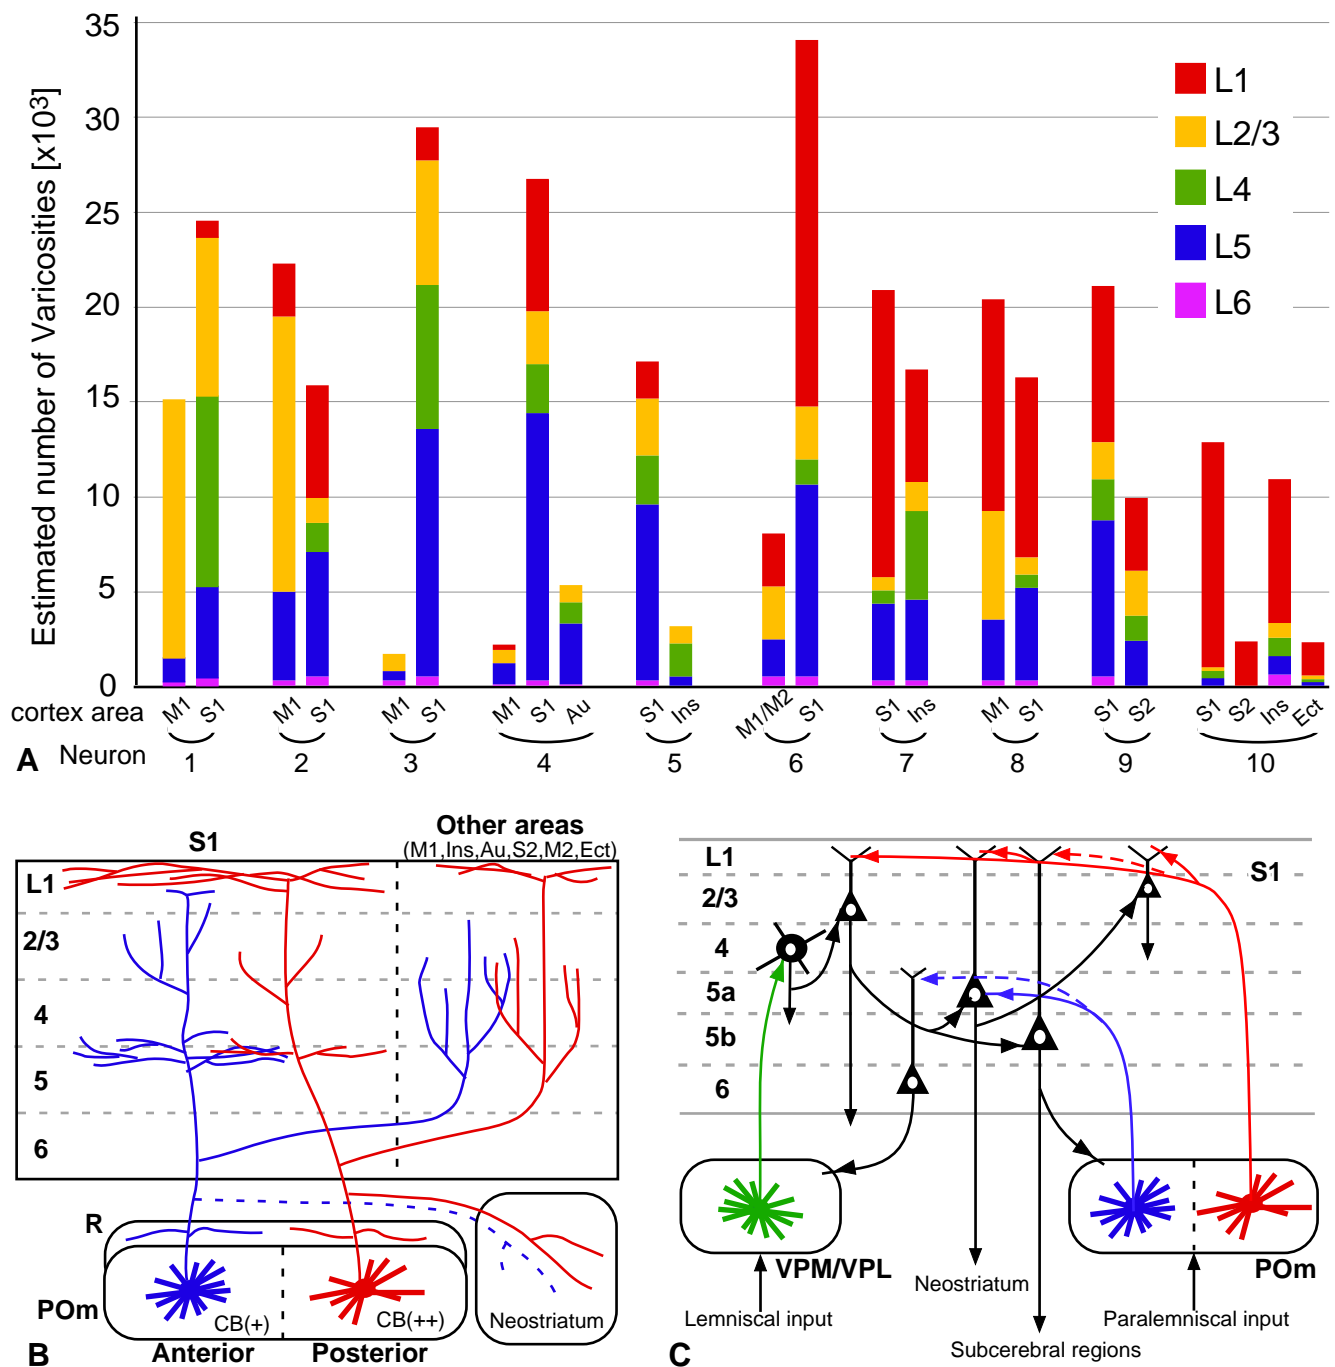 35
30
25
20
15
10
5
0
Estimated number of Varicosities [x10³]
L1
L2/3
L4
L5
L6
cortex area
M1 S1 M1 S1 M1 S1 M1 S1 Au S1 Ins M1/M2 S1 S1 Ins M1 S1 S1 S2 S1 S2 Ins Ect
A Neuron 1 2 3 4 5 6 7 8 9 10
S1
Other areas
(M1,Ins,Au,S2,M2,Ect)
L1
2/3
4
5
6
R
POm
CB(+)
CB(++)
Neostriatum
Anterior
Posterior
B
L1
S1
2/3
4
5a
5b
6
VPM/VPL
POm
Neostriatum
Lemniscal input
Paralemniscal input
Subcerebral regions
C